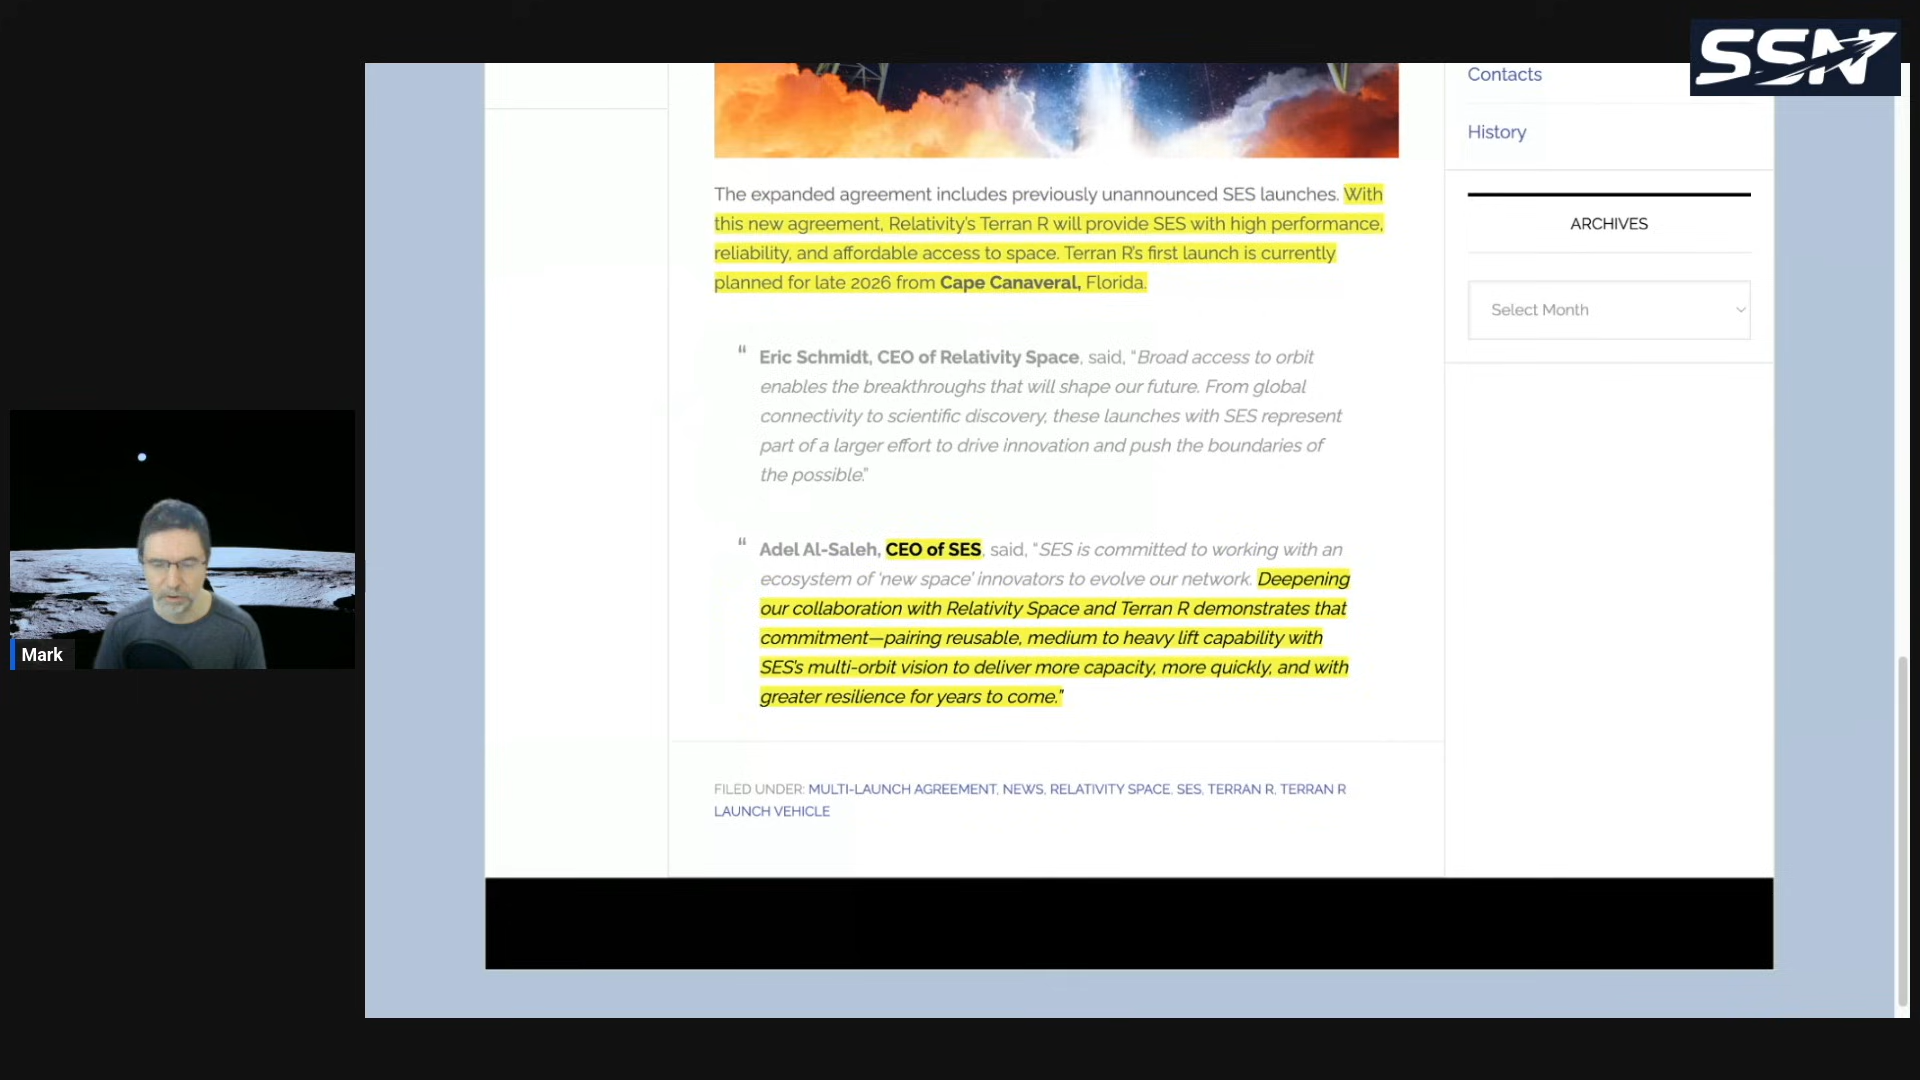 SSN
Contacts
History
ARCHIVES
Select Month
The expanded agreement includes previously unannounced SES launches. With
this new agreement, Relativity's Terran R will provide SES with high performance,
reliability, and affordable access to space. Terran R's first launch is currently
planned for late 2026 from Cape Canaveral, Florida.
“ Eric Schmidt, CEO of Relativity Space, said, “Broad access to orbit
enables the breakthroughs that will shape our future. From global
connectivity to scientific discovery, these launches with SES represent
part of a larger effort to drive innovation and push the boundaries of
the possible.”
“ Adel Al-Saleh, CEO of SES, said, “SES is committed to working with an
ecosystem of ‘new space’ innovators to evolve our network. Deepening
our collaboration with Relativity Space and Terran R demonstrates that
commitment—pairing reusable, medium to heavy lift capability with
SES's multi-orbit vision to deliver more capacity, more quickly, and with
greater resilience for years to come.”
FILED UNDER: MULTI-LAUNCH AGREEMENT, NEWS, RELATIVITY SPACE, SES, TERRAN R, TERRAN R
LAUNCH VEHICLE
Mark